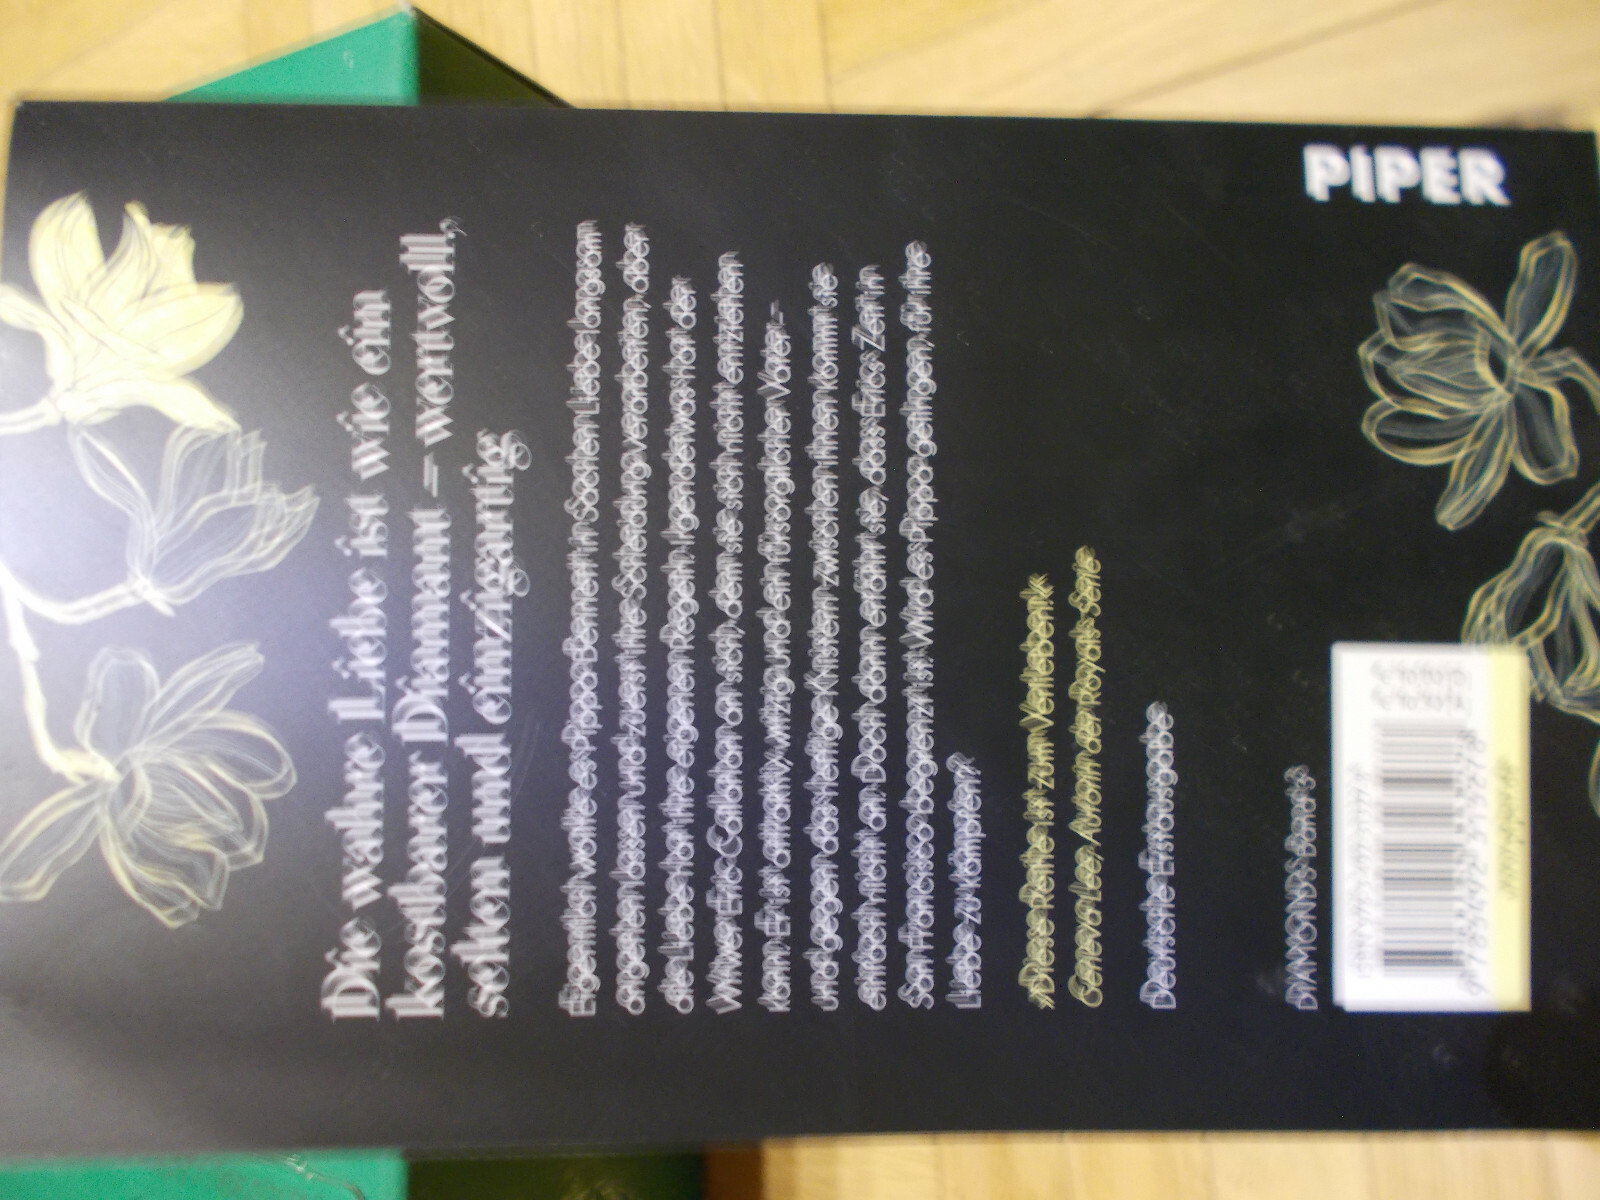 Die wahre Liebe ist wie ein
kostbarer Diamant – wertvoll,
selten und einzigartig
Eigentlich wollte es Pippa Bennett in Sachen Liebe langsam
angehen lassen und zuerst ihre Scheidung verarbeiten, aber
die Liebe hat ihre eigenen Regeln. Irgendetwas hat der
Witwer Eric Callahan an sich, dem sie sich nicht entziehen
kann. Er ist attraktiv, witzig und ein fürsorglicher Vater –
und gegen das heftige Knistern zwischen ihnen kommt sie
einfach nicht an. Doch dann erfährt sie, dass Erics Zeit in
San Francisco begrenzt ist. Wird es Pippa gelingen, für ihre
Liebe zu kämpfen?
»Diese Reihe ist zum Verlieben!«
Geneva Lee, Autorin der Royals-Serie
Deutsche Erstausgabe
DIAMONDS Band 3
PIPER